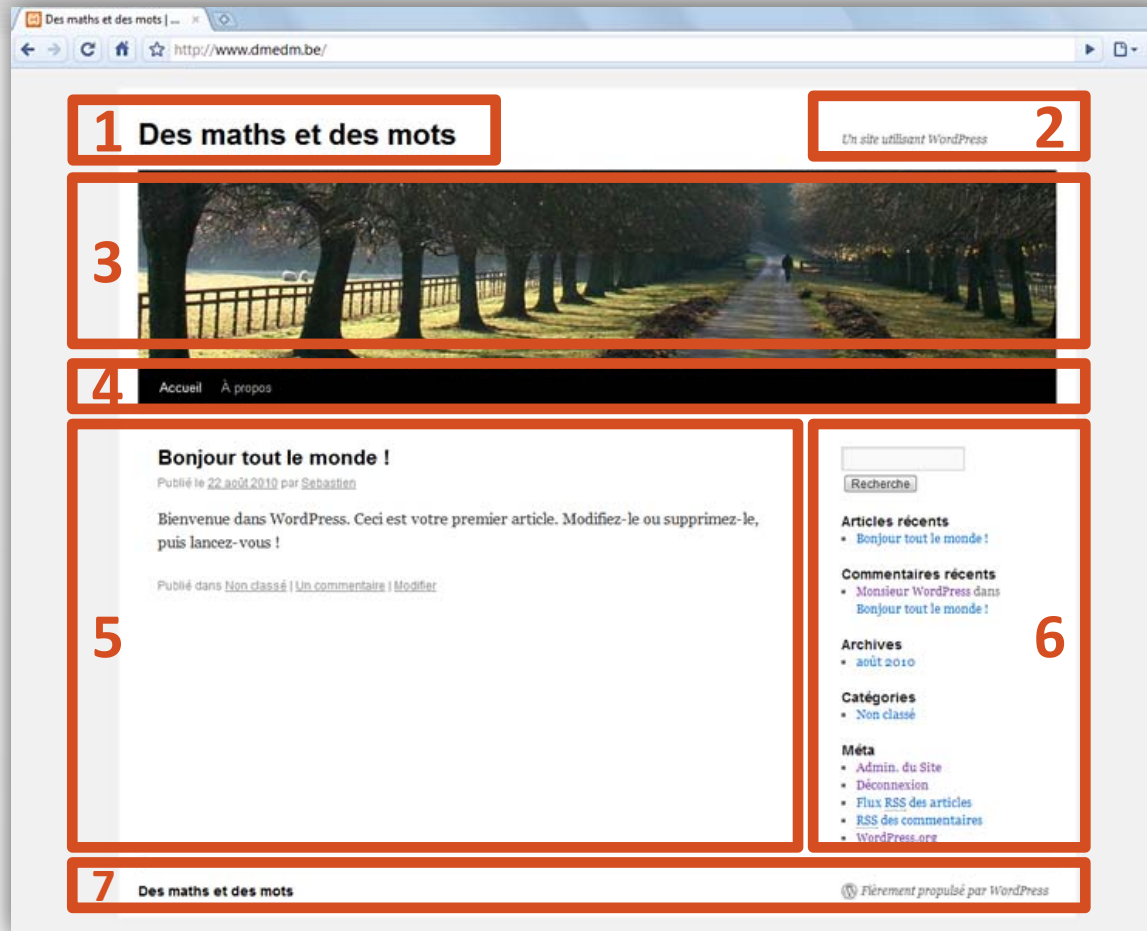 Des maths et des mots | ...
http://www.dmedm.be/
1
Des maths et des mots
Un site utilisant WordPress
2
3
4
Accueil À propos
5
Bonjour tout le monde !
Publié le 22 août 2010 par Sebastien
Bienvenue dans WordPress. Ceci est votre premier article. Modifiez-le ou supprimez-le,
puis lancez-vous !
Publié dans Non classé | Un commentaire | Modifier
6
Recherche
Articles récents
Bonjour tout le monde !
Commentaires récents
Monsieur WordPress dans
Bonjour tout le monde !
Archives
août 2010
Catégories
Non classé
Méta
Admin. du Site
Déconnexion
Flux RSS des articles
RSS des commentaires
WordPress.org
7
Des maths et des mots
Fièrement propulsé par WordPress